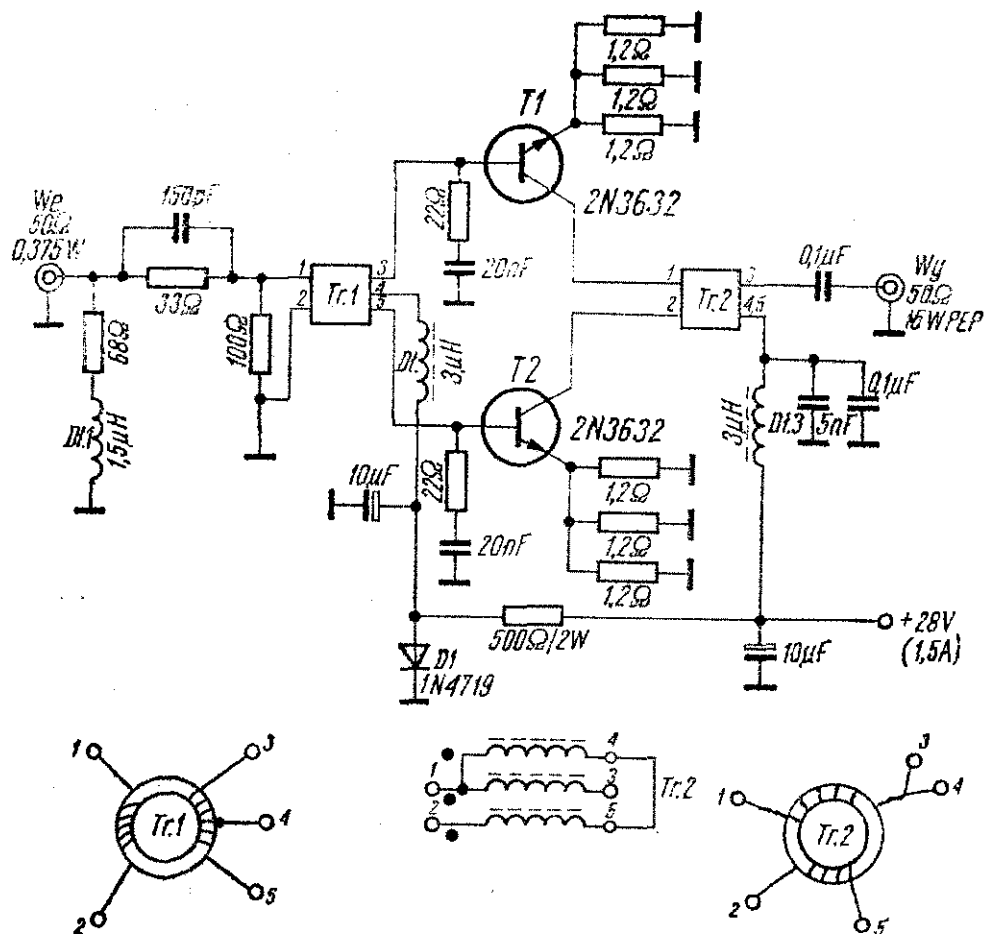 1,2Ω
1,2Ω
1,2Ω
T1
2N3632
We
50Ω
0,375W
150pF
33Ω
68Ω
Dł.1
1,5μH
100Ω
1
2
Tr.1
3
4
5
22Ω
20nF
Dł.
3μH
1
2
Tr.2
3
4,5
0,1μF
Wy
50Ω
16W PEP
T2
2N3632
3μH
Dł.3
5nF
0,1μF
10μF
22Ω
20nF
1,2Ω
1,2Ω
1,2Ω
500Ω/2W
+28V
(1,5A)
D1
1N4719
10μF
1
3
Tr.1
4
2
5
1
2
4
3
5
Tr.2
3
1
4
Tr.2
2
5